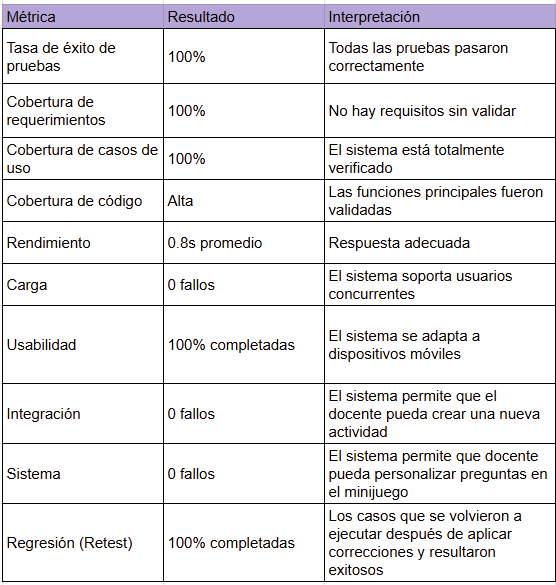 Métrica Resultado Interpretación
Tasa de éxito de
pruebas
100%
Todas las pruebas pasaron
correctamente
Cobertura de
requerimientos
100%
No hay requisitos sin validar
Cobertura de casos de
uso
100%
El sistema está totalmente
verificado
Cobertura de código
Alta
Las funciones principales fueron
validadas
Rendimiento
0.8s promedio
Respuesta adecuada
Carga
0 fallos
El sistema soporta usuarios
concurrentes
Usabilidad
100% completadas
El sistema se adapta a
dispositivos móviles
Integración
0 fallos
El sistema permite que el
docente pueda crear una nueva
actividad
Sistema
0 fallos
El sistema permite que docente
pueda personalizar preguntas en
el minijuego
Regresión (Retest)
100% completadas
Los casos que se volvieron a
ejecutar después de aplicar
correcciones y resultaron
exitosos